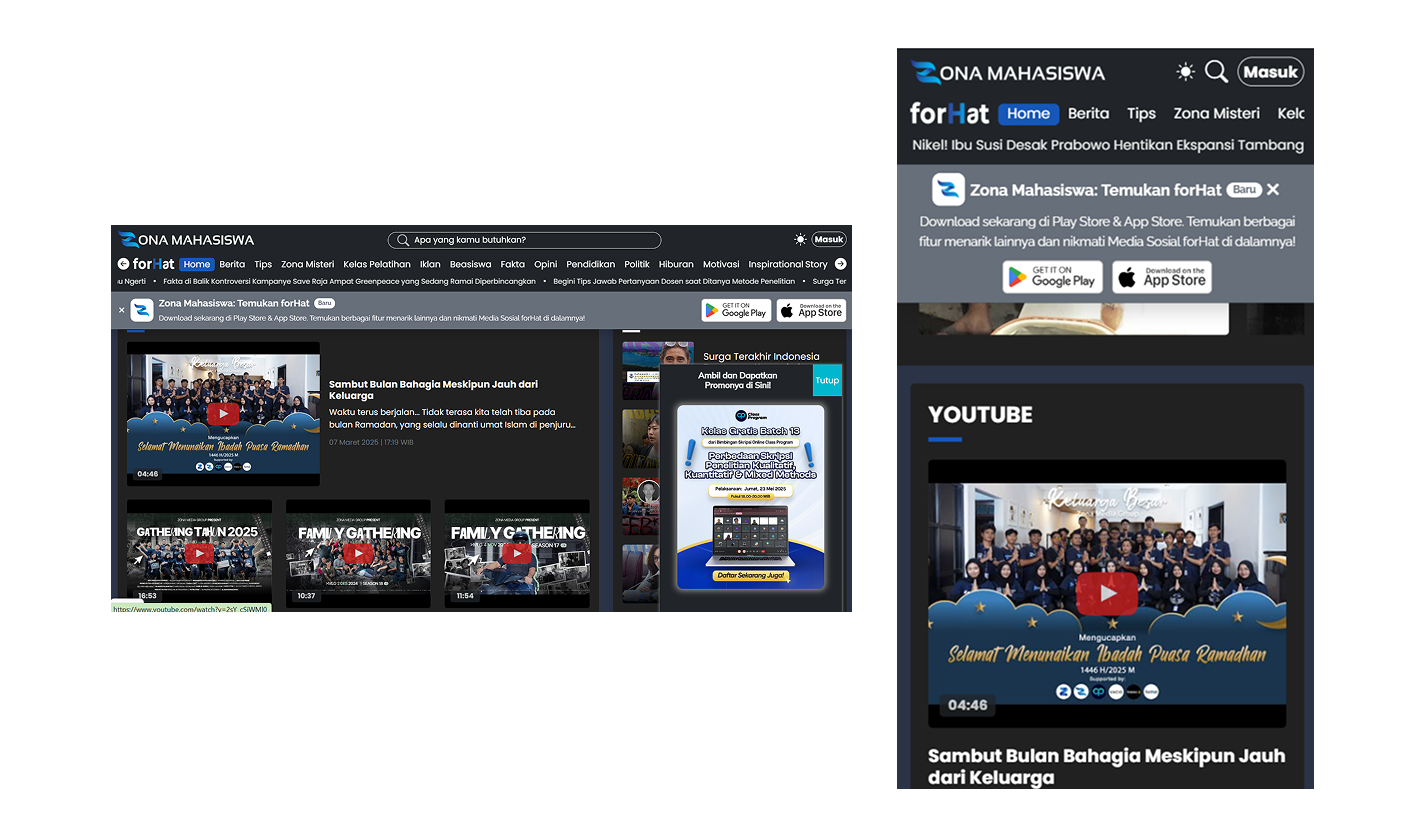 ZONA MAHASISWA
Apa yang kamu butuhkan?
Masuk
forHat Home Berita Tips Zona Misteri Kelas Pelatihan Iklan Beasiswa Fakta Opini Pendidikan Politik Hiburan Motivasi Inspirational Story
u Ngerti • Fakta di Balik Kontroversi Kampanye Save Raja Ampat Greenpeace yang Sedang Ramai Diperbincangkan • Begini Tips Jawab Pertanyaan Dosen saat Ditanya Metode Penelitian • Surga Ter
Zona Mahasiswa: Temukan forHat Baru
Download sekarang di Play Store & App Store. Temukan berbagai fitur menarik lainnya dan nikmati Media Sosial forHat di dalamnya!
GET IT ON
Google Play
Download on the
App Store
Keluarga Besar
Mengucapkan
Selamat Menunaikan Ibadah Puasa Ramadhan
1446 H/2025 M
Supported by:
04:46
Sambut Bulan Bahagia Meskipun Jauh dari
Keluarga
Waktu terus berjalan... Tidak terasa kita telah tiba pada
bulan Ramadan, yang selalu dinanti umat Islam di penjuru...
07 Maret 2025 | 17:19 WIB
ZONA MEDIA GROUP PRESENT
GATHERING TAHUN 2025
16:53
ZONA MEDIA GROUP PRESENT
FAMILY GATHERING
SEASON 18
10:37
ZONA MEDIA GROUP PRESENT
FAMILY GATHERING
SEASON 17
11:54
https://www.youtube.com/watch?v=2sY_cSiWMI0
Surga Terakhir Indonesia
Ambil dan Dapatkan
Promonya di Sini!
Tutup
cp Class
Program
Kelas Gratis Batch 13
dari Bimbingan Skripsi Online Class Program
Perbedaan Skripsi
Penelitian Kualitatif,
Kuantitatif & Mixed Methods
Pelaksanaan: Jumat, 23 Mei 2025
Pukul 18.00-20.00 WIB
Daftar Sekarang Juga!
ZONA MAHASISWA
Masuk
forHat Home Berita Tips Zona Misteri Kela
Nikel! Ibu Susi Desak Prabowo Hentikan Ekspansi Tambang
Zona Mahasiswa: Temukan forHat Baru
Download sekarang di Play Store & App Store. Temukan berbagai
fitur menarik lainnya dan nikmati Media Sosial forHat di dalamnya!
GET IT ON
Google Play
Download on the
App Store
YOUTUBE
Keluarga Besar
Mengucapkan
Selamat Menunaikan Ibadah Puasa Ramadhan
1446 H/2025 M
Supported by:
04:46
Sambut Bulan Bahagia Meskipun Jauh
dari Keluarga